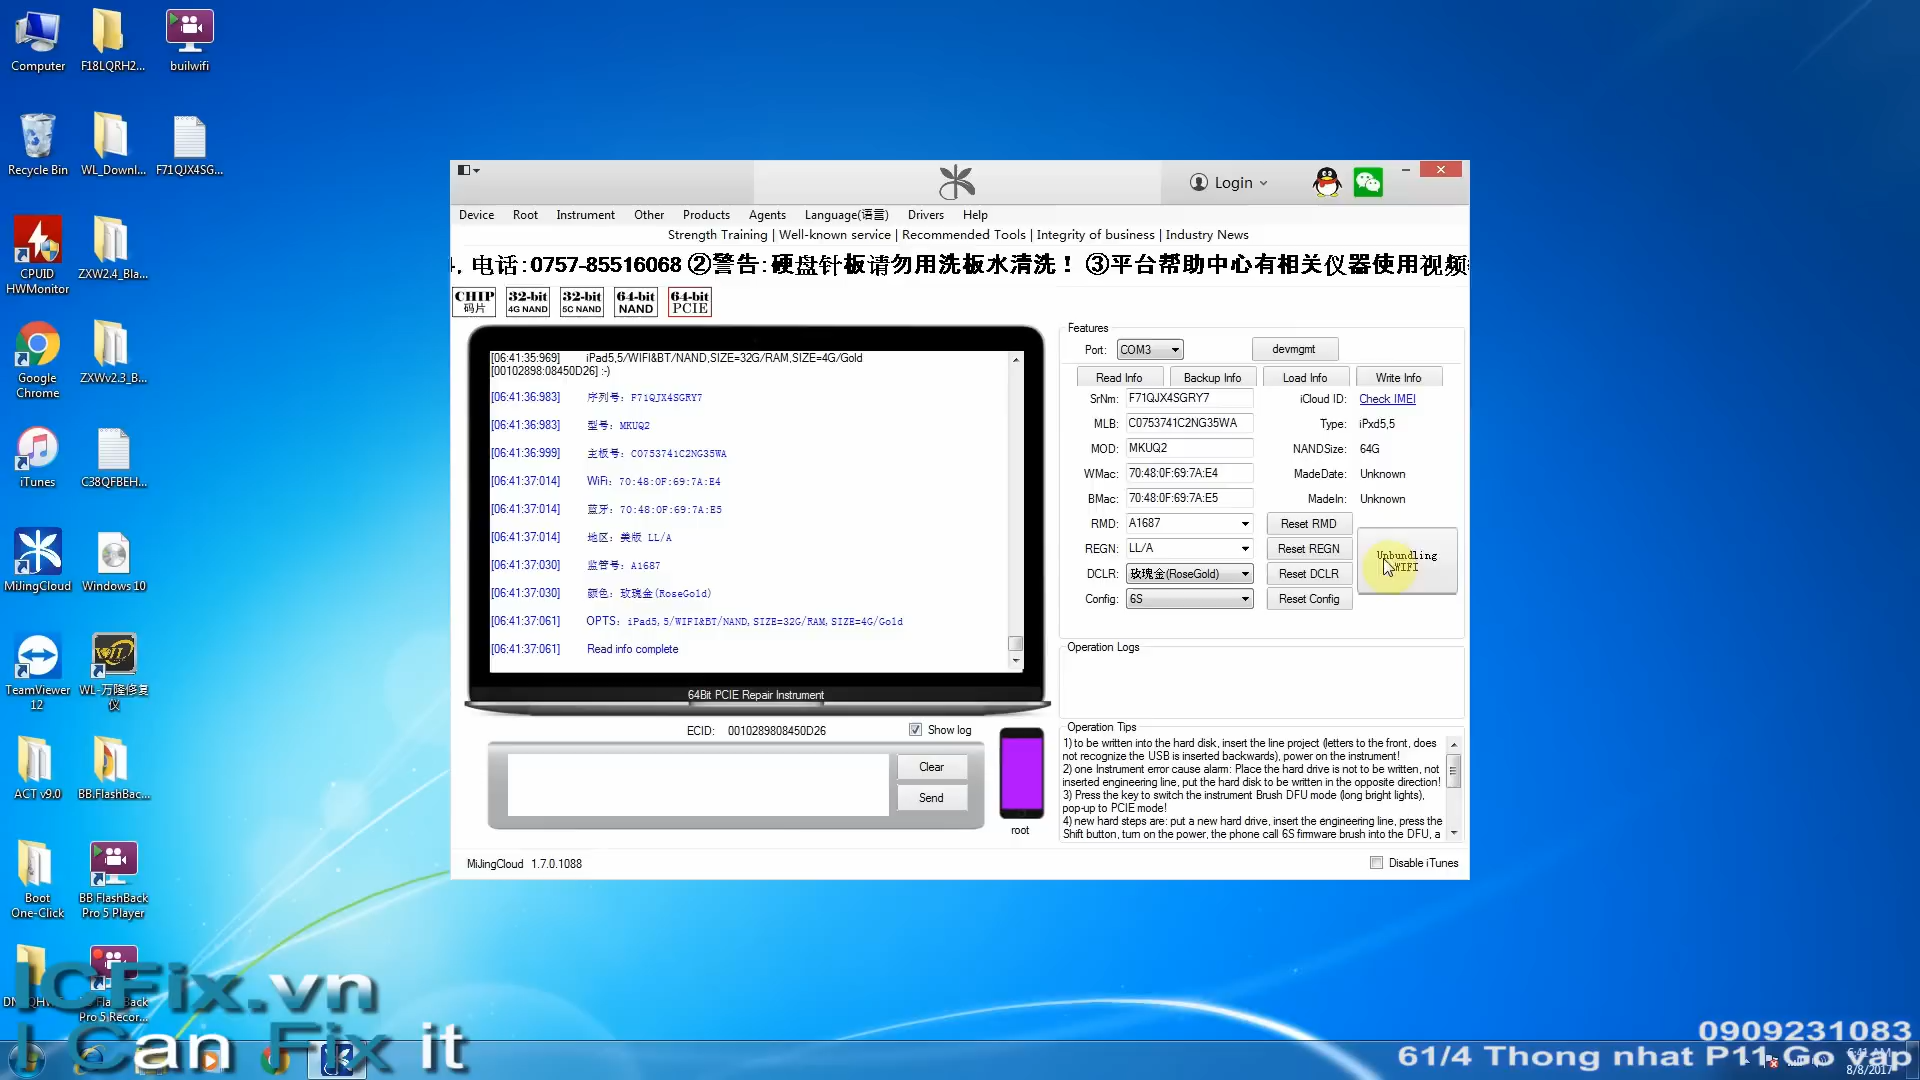 Computer
F18LQRH2...
builwifi
Recycle Bin
WL_Downl...
F71QJX4SG...
CPUID
HWMonitor
ZXW2.4_Bla...
Google
Chrome
ZXWv2.3_B...
iTunes
C38QFBEH...
MiJingCloud
Windows10
TeamViewer
12
WL-万隆修复
仪
ACT v9.0
BB.FlashBac...
Boot
One-Click
BB FlashBack
Pro 5 Player
Pro 5 Recor...
ICFix.vn
I Can Fix it
Login
Device Root Instrument Other Products Agents Language(语言) Drivers Help
Strength Training | Well-known service | Recommended Tools | Integrity of business | Industry News
电话:0757-85516068 ②警告:硬盘针板请勿用洗板水清洗！ ③平台帮助中心有相关仪器使用视频
CHIP
码片
32-bit
4G NAND
32-bit
5C NAND
64-bit
NAND
64-bit
PCIE
[06:41:35:969] iPad5,5/WIFI&BT/NAND,SIZE=32G/RAM,SIZE=4G/Gold
[00102898:08450D26] :-)
[06:41:36:983] 序列号: F71QJX4SGRY7
[06:41:36:983] 型号: MKUQ2
[06:41:36:999] 主板号: C0753741C2NG35WA
[06:41:37:014] WiFi: 70:48:0F:69:7A:E4
[06:41:37:014] 蓝牙: 70:48:0F:69:7A:E5
[06:41:37:014] 地区: 美版 LL/A
[06:41:37:030] 监管号: A1687
[06:41:37:030] 颜色: 玫瑰金(RoseGold)
[06:41:37:061] OPTS: iPad5,5/WIFI&BT/NAND,SIZE=32G/RAM,SIZE=4G/Gold
[06:41:37:061] Read info complete
64Bit PCIE Repair Instrument
ECID: 0010289808450D26
Show log
Clear
Send
root
Features
Port: COM3 devmgmt
Read Info Backup Info Load Info Write Info
SrNm: F71QJX4SGRY7 iCloud ID: Check IMEI
MLB: C0753741C2NG35WA Type: iPxd5,5
MOD: MKUQ2 NANDSize: 64G
WMac: 70:48:0F:69:7A:E4 MadeDate: Unknown
BMac: 70:48:0F:69:7A:E5 MadeIn: Unknown
RMD: A1687 Reset RMD
REGN: LL/A Reset REGN
DCLR: 玫瑰金(RoseGold) Reset DCLR
Config: 6S Reset Config
Unbundling
WIFI
Operation Logs
Operation Tips
1) to be written into the hard disk, insert the line project (letters to the front, does
not recognize the USB is inserted backwards), power on the instrument!
2) one Instrument error cause alarm: Place the hard drive is not to be written, not
inserted engineering line, put the hard disk to be written in the opposite direction!
3) Press the key to switch the instrument Brush DFU mode (long bright lights),
pop-up to PCIE mode!
4) new hard steps are: put a new hard drive, insert the engineering line, press the
Shift button, turn on the power, the phone call 6S firmware brush into the DFU, a
MiJingCloud 1.7.0.1088
Disable iTunes
0909231083
61/4 Thong nhat P11 Go vap
8/8/2017